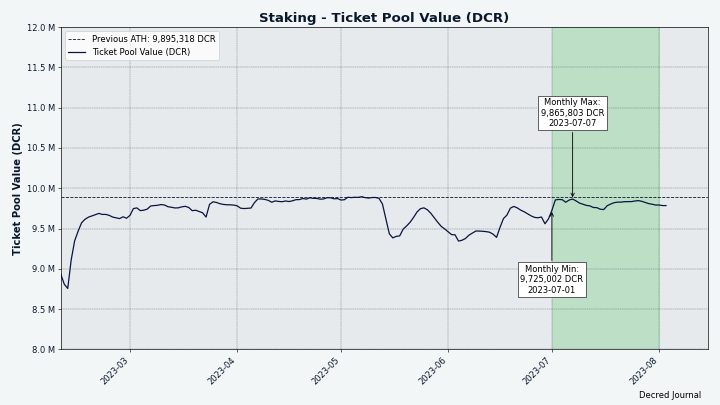 Staking - Ticket Pool Value (DCR)
Previous ATH: 9,895,318 DCR
Ticket Pool Value (DCR)
Ticket Pool Value (DCR)
12.0 M
11.5 M
11.0 M
10.5 M
10.0 M
9.5 M
9.0 M
8.5 M
8.0 M
Monthly Max:
9,865,803 DCR
2023-07-07
Monthly Min:
9,725,002 DCR
2023-07-01
2023-03
2023-04
2023-05
2023-06
2023-07
2023-08
Decred Journal